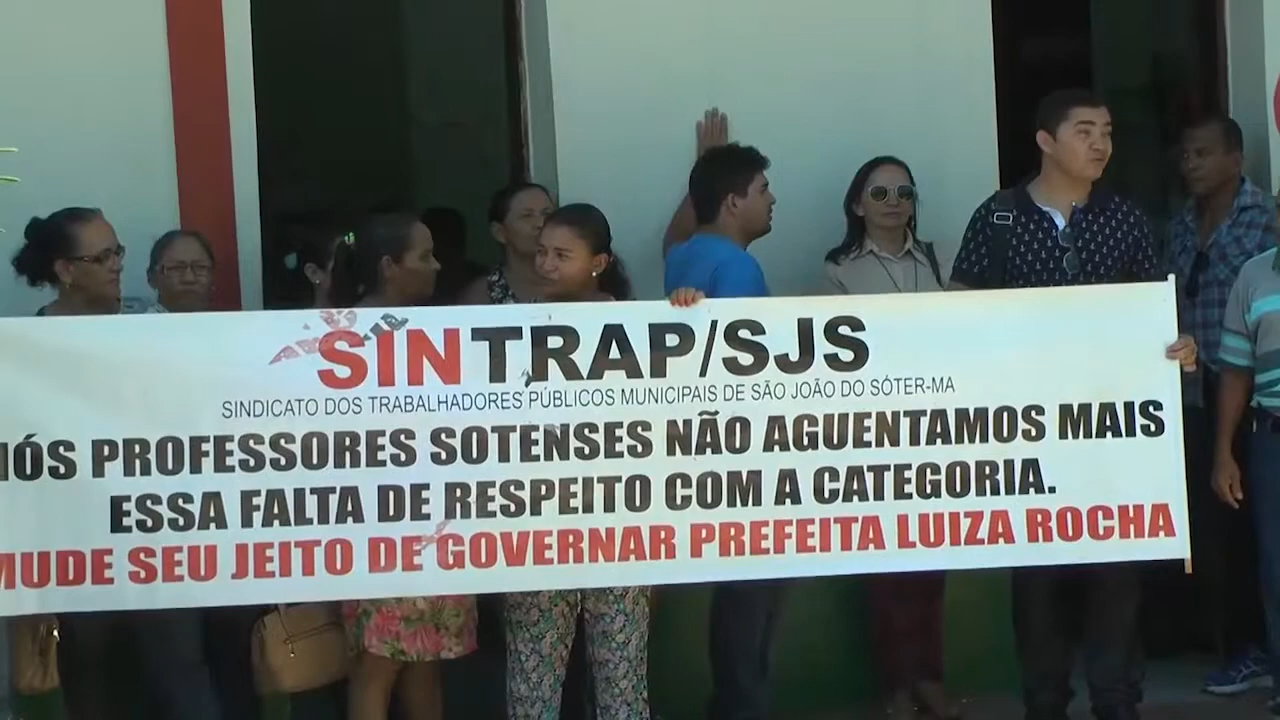 SINTRAP/SJS
SINDICATO DOS TRABALHADORES PÚBLICOS MUNICIPAIS DE SÃO JOÃO DO SÓTER-MA
NÓS PROFESSORES SOTENSES NÃO AGUENTAMOS MAIS
ESSA FALTA DE RESPEITO COM A CATEGORIA.
MUDE SEU JEITO DE GOVERNAR PREFEITA LUIZA ROCHA